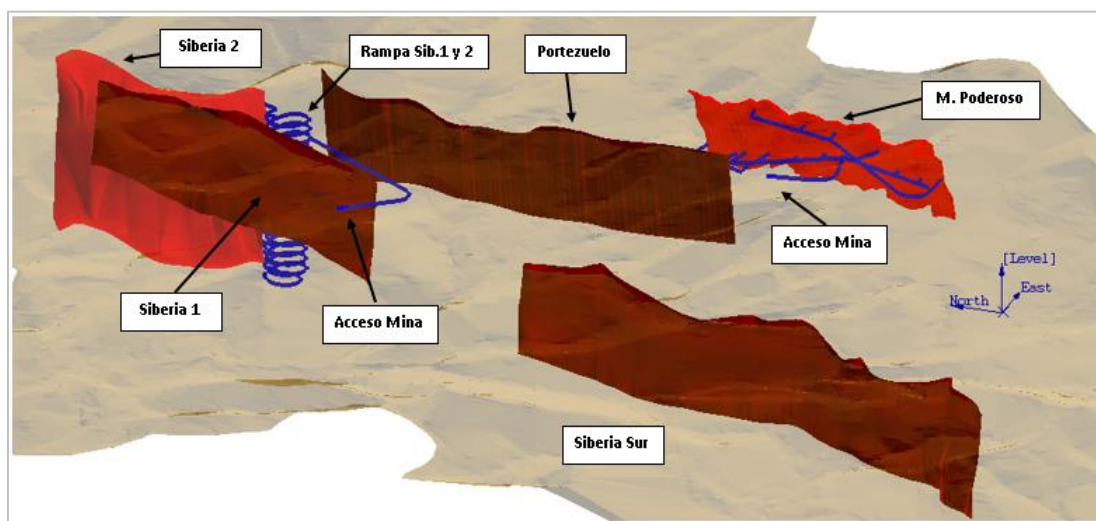 Siberia 2
Rampa Sib.1 y 2
Portezuelo
M. Poderoso
Siberia 1
Acceso Mina
Acceso Mina
[Level]
East
North
Siberia Sur